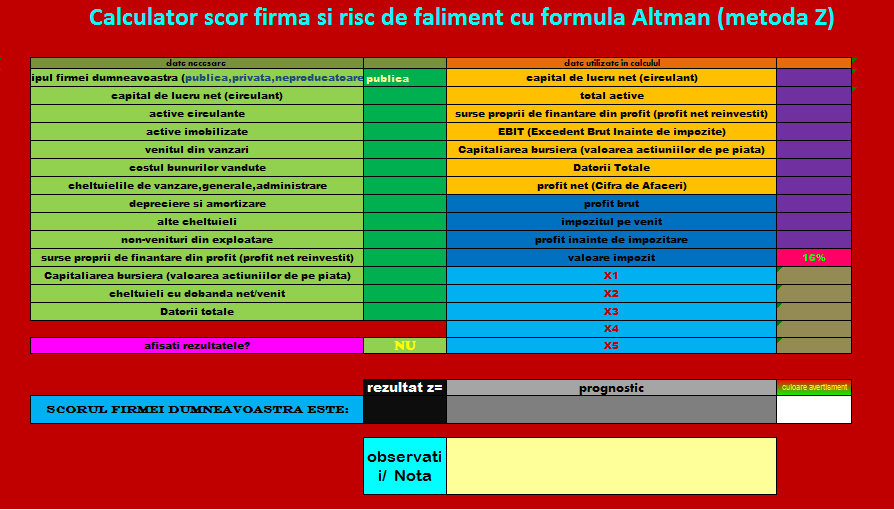 Calculator scor firma si risc de faliment cu formula Altman (metoda Z)
date necesare date utilizate in calcul
ipul firmei dumneavoastra (publica,privata,neproducatoare publica capital de lucru net (circulant)
capital de lucru net (circulant) total active
active circulante surse proprii de finantare din profit (profit net reinvestit)
active imobilizate EBIT (Excedent Brut Inainte de impozite)
venitul din vanzari Capitaliarea bursiera (valoarea actiuniilor de pe piata)
costul bunurilor vandute Datorii Totale
cheltuielile de vanzare,generale,administrare profit net (Cifra de Afaceri)
depreciere si amortizare profit brut
alte cheltuieli impozitul pe venit
non-venituri din exploatare profit inainte de impozitare
surse proprii de finantare din profit (profit net reinvestit) valoare impozit 16%
Capitaliarea bursiera (valoarea actiuniilor de pe piata) X1
cheltuieli cu dobanda net/venit X2
Datorii totale X3
X4
afisati rezultatele? NU X5
rezultat z= prognostic culoare avertisment
SCORUL FIRMEI DUMNEAVOASTRA ESTE:
observati
i/ Nota